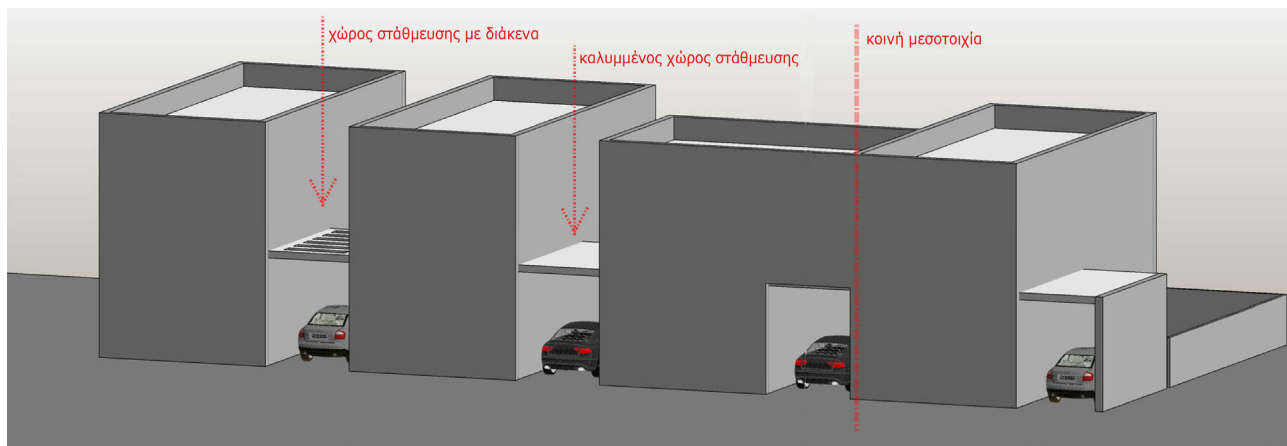 χώρος στάθμευσης με διάκενα
καλυμμένος χώρος στάθμευσης
κοινή μεσοτοιχία